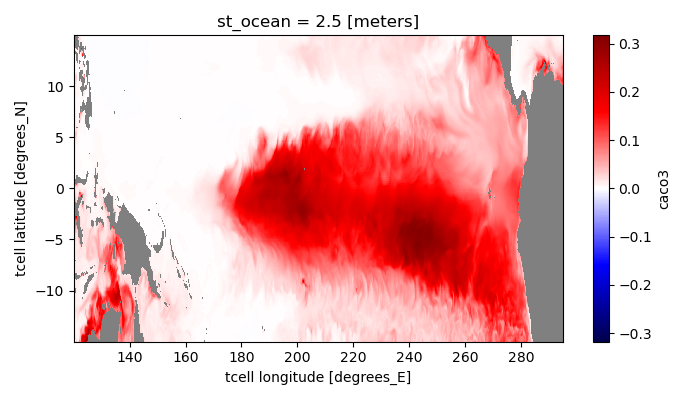 st_ocean = 2.5 [meters]
10
5
0
−5
−10
tcell latitude [degrees_N]
140 160 180 200 220 240 260 280
tcell longitude [degrees_E]
0.3
0.2
0.1
0.0
−0.1
−0.2
−0.3
caco3